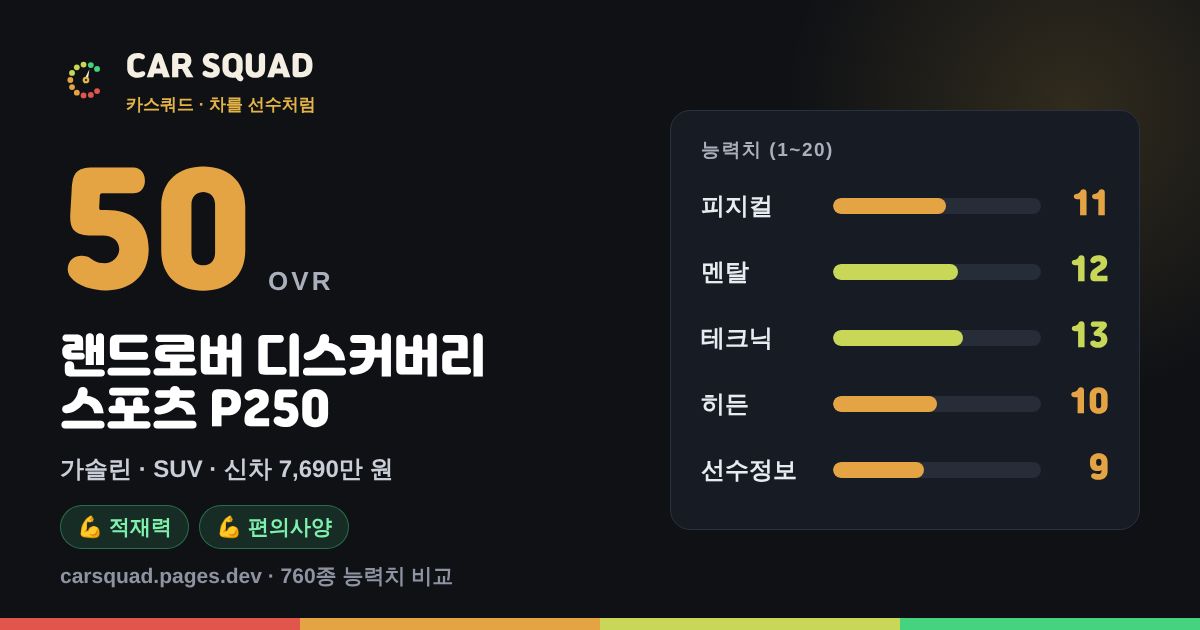 CAR SQUAD
카스쿼드 · 차를 선수처럼
50 OVR
랜드로버 디스커버리
스포츠 P250
가솔린 · SUV · 신차 7,690만 원
💪 적재력 💪 편의사양
carsquad.pages.dev · 760종 능력치 비교
능력치 (1~20)
피지컬 11
멘탈 12
테크닉 13
히든 10
선수정보 9